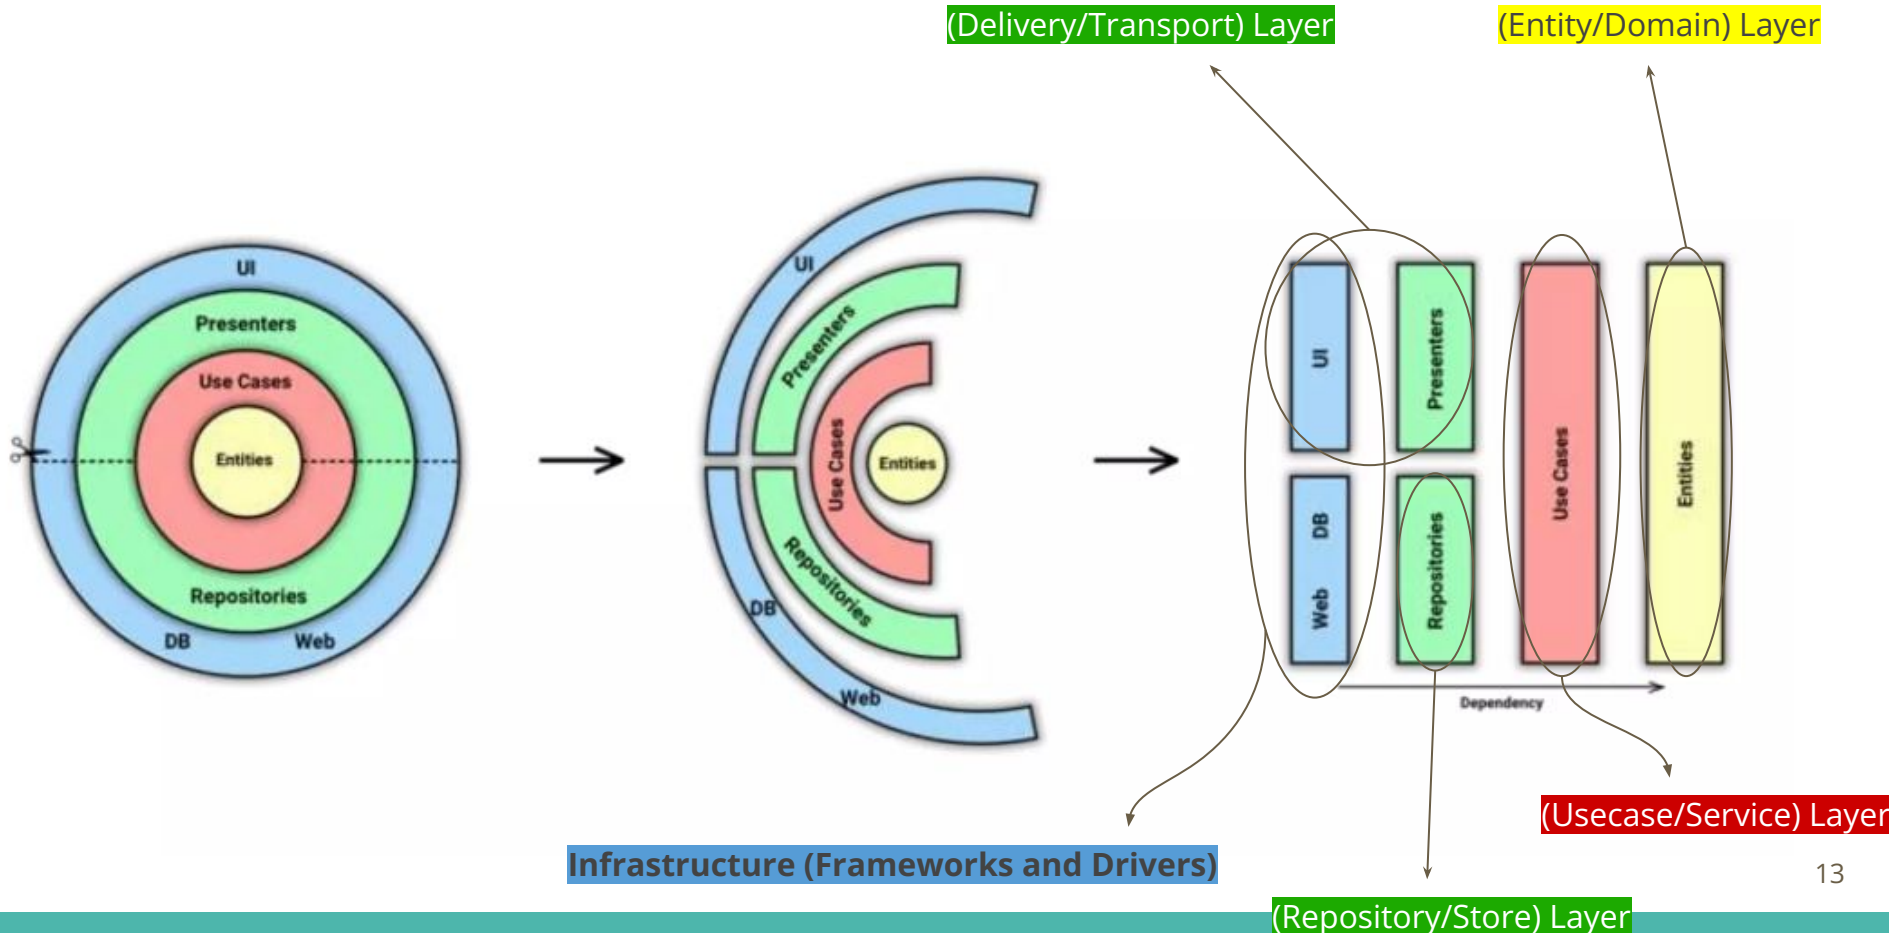 (Delivery/Transport) Layer
(Entity/Domain) Layer
UI
Presenters
Use Cases
Entities
Repositories
DB
Web
UI
Presenters
Use Cases
Entities
Repositories
DB
Web
UI
Presenters
DB
Web
Repositories
Use Cases
Entities
Dependency
(Usecase/Service) Layer
Infrastructure (Frameworks and Drivers)
13
(Repository/Store) Layer